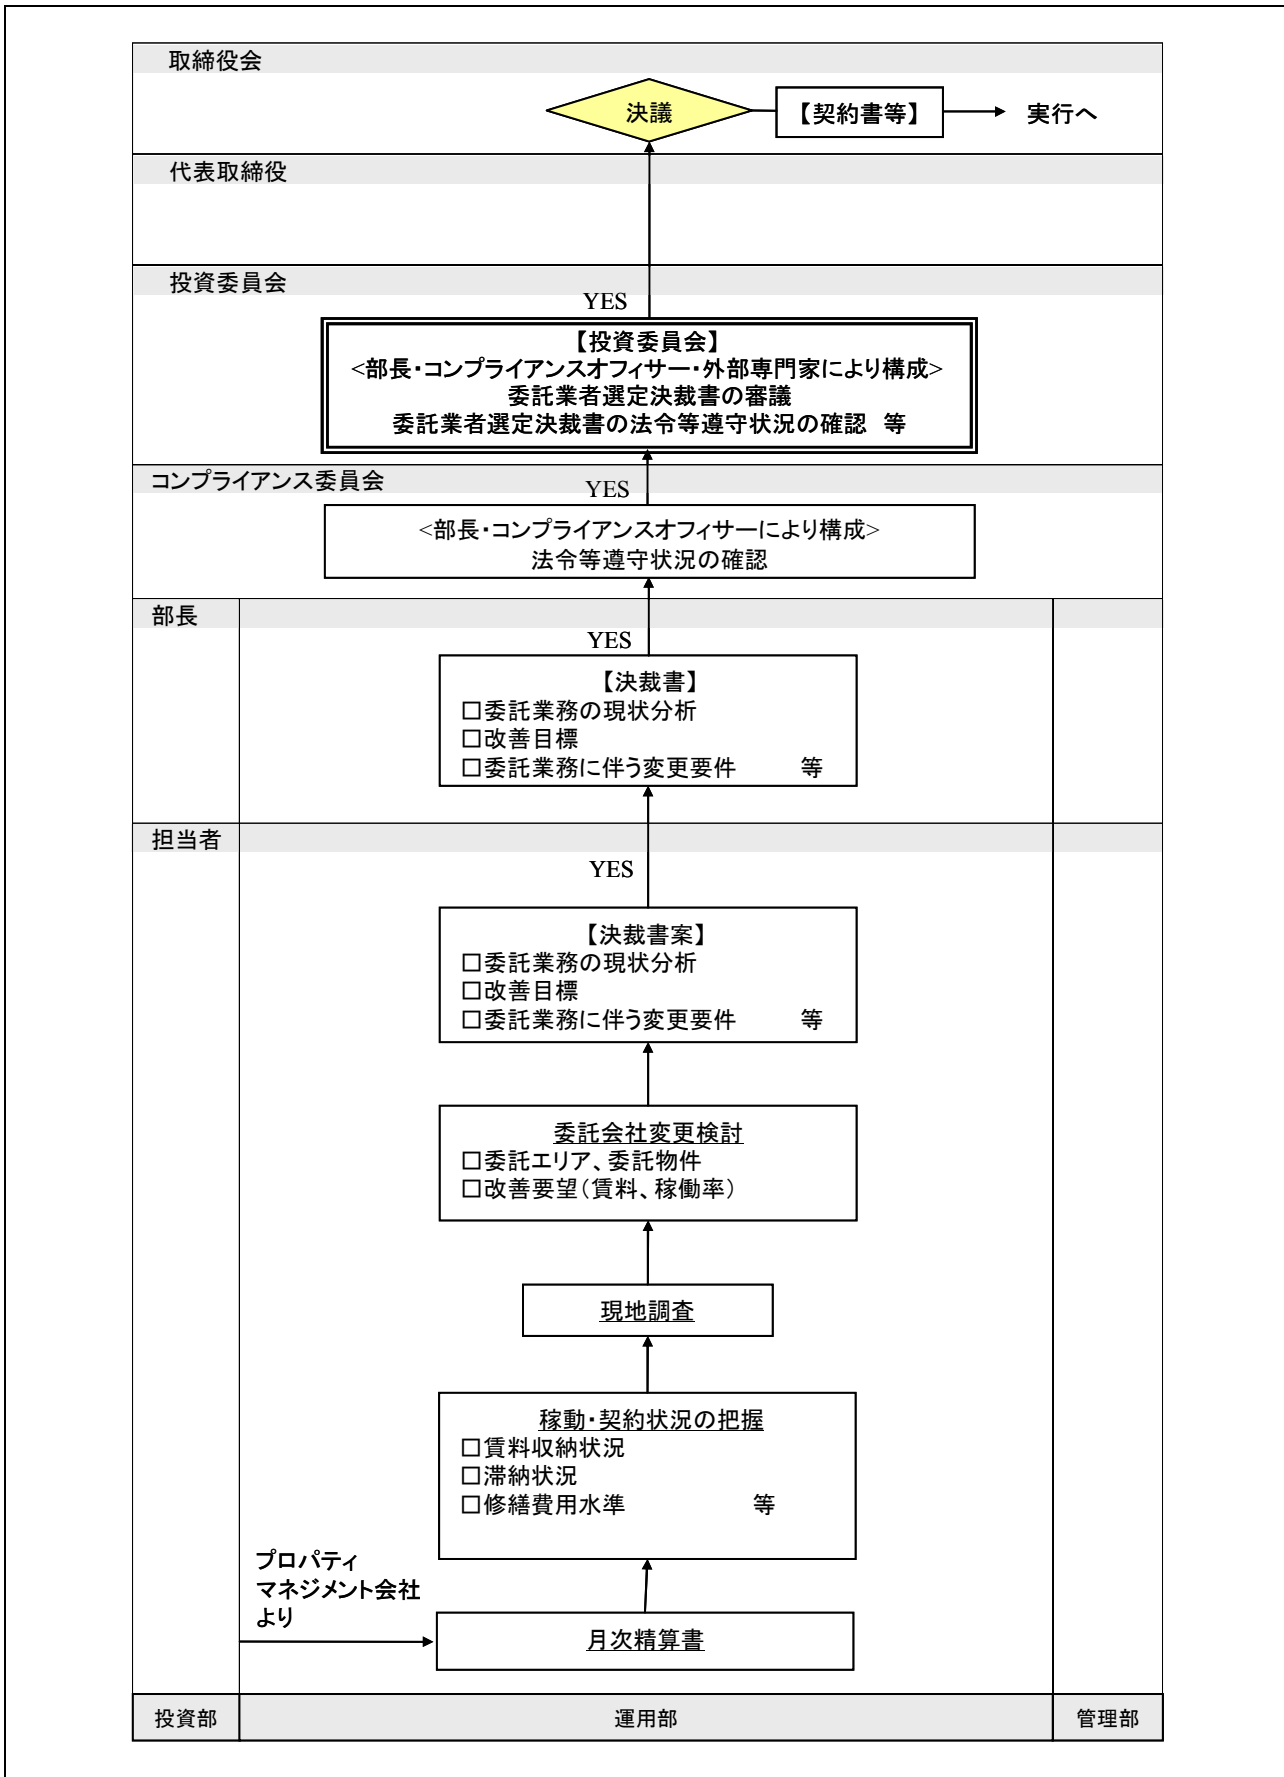 取締役会
決議
【契約書等】
実行へ
代表取締役
投資委員会
YES
【投資委員会】
<部長・コンプライアンスオフィサー・外部専門家により構成>
委託業者選定決裁書の審議
委託業者選定決裁書の法令等遵守状況の確認 等
コンプライアンス委員会
YES
<部長・コンプライアンスオフィサーにより構成>
法令等遵守状況の確認
部長
YES
【決裁書】
□委託業務の現状分析
□改善目標
□委託業務に伴う変更要件 等
担当者
YES
【決裁書案】
□委託業務の現状分析
□改善目標
□委託業務に伴う変更要件 等
委託会社変更検討
□委託エリア、委託物件
□改善要望(賃料、稼働率)
現地調査
稼動・契約状況の把握
□賃料収納状況
□滞納状況
□修繕費用水準 等
プロパティ
マネジメント会社
より
月次精算書
投資部 運用部 管理部